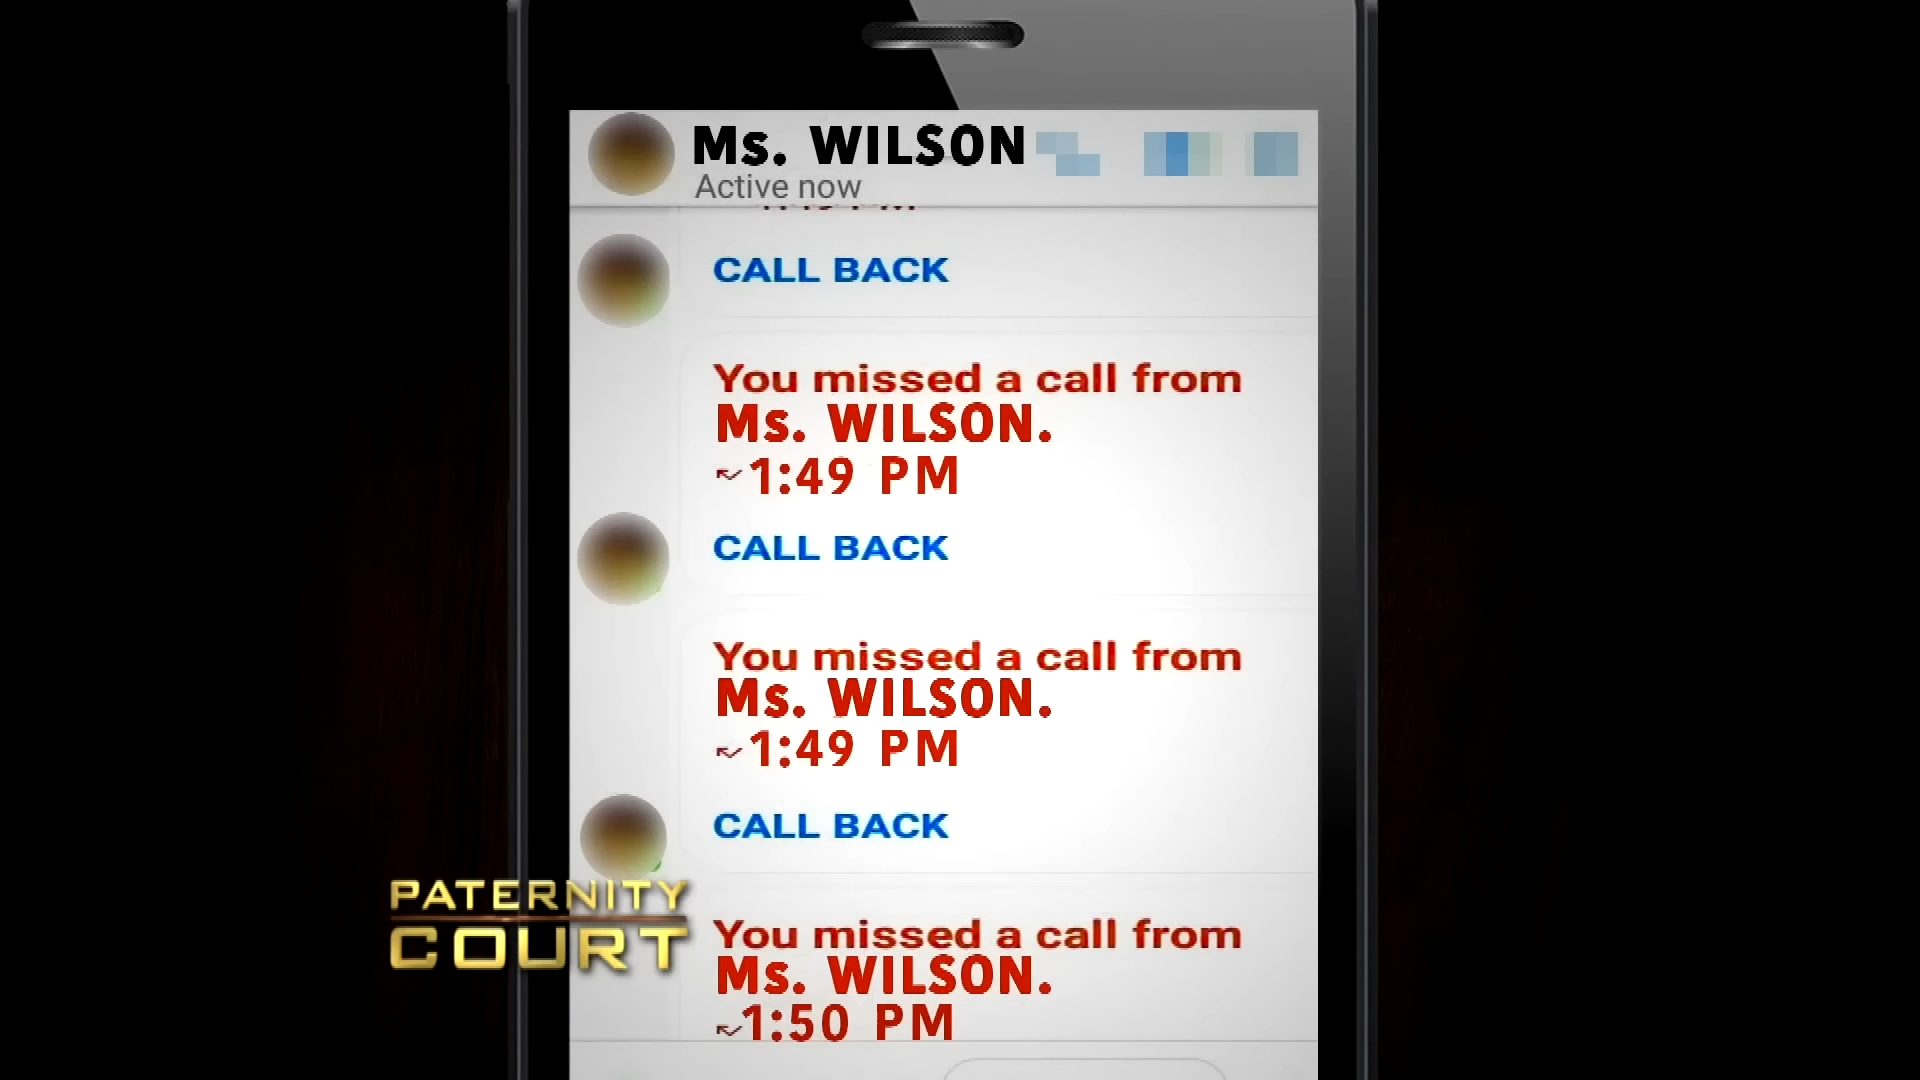 Ms. WILSON
Active now
CALL BACK
You missed a call from
Ms. WILSON.
1:49 PM
CALL BACK
You missed a call from
Ms. WILSON.
1:49 PM
CALL BACK
You missed a call from
Ms. WILSON.
1:50 PM
PATERNITY
COURT